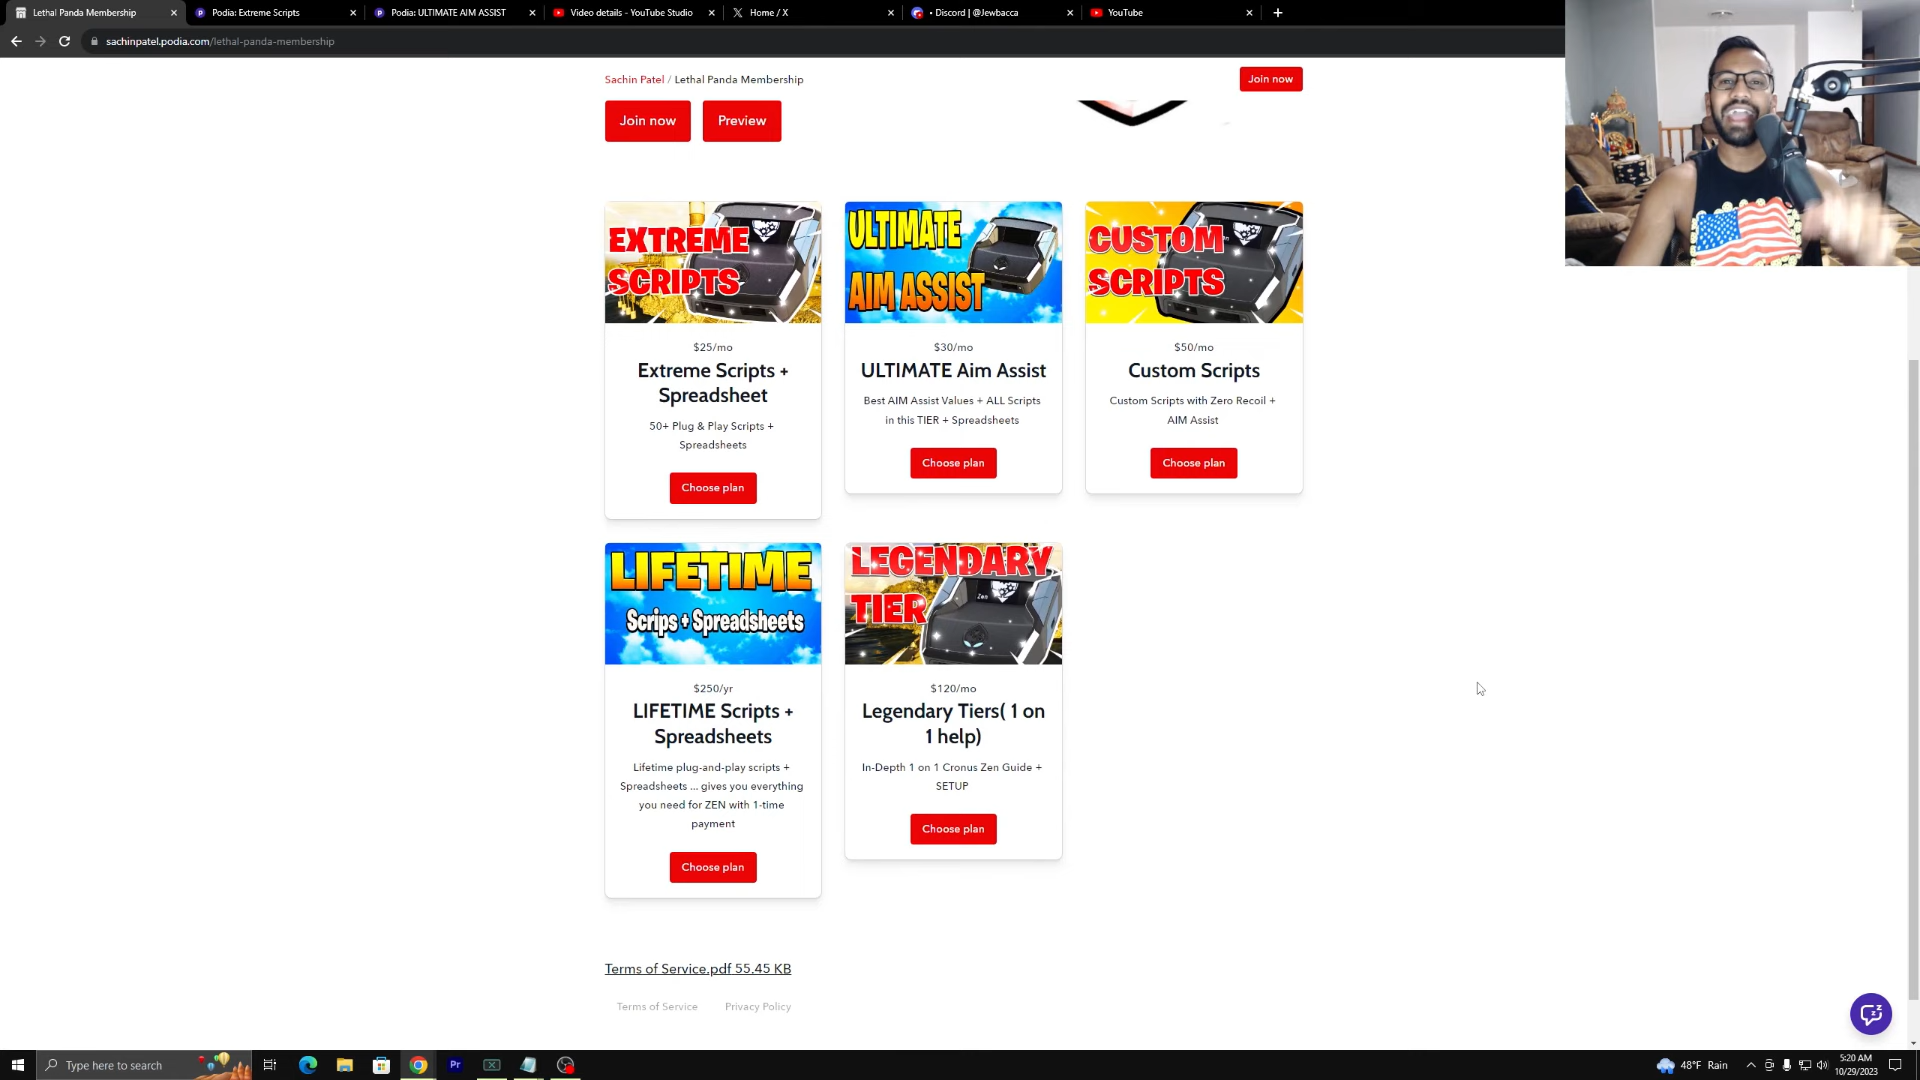 Lethal Panda Membership
Podia: Extreme Scripts
Podia: ULTIMATE AIM ASSIST
Video details - YouTube Studio
Home / X
• Discord | @Jewbacca
YouTube
sachinpatel.podia.com/lethal-panda-membership
Sachin Patel / Lethal Panda Membership
Join now
Join now
Preview
EXTREME
SCRIPTS
ULTIMATE
AIM ASSIST
CUSTOM
SCRIPTS
$25/mo
Extreme Scripts +
Spreadsheet
50+ Plug & Play Scripts +
Spreadsheets
Choose plan
$30/mo
ULTIMATE Aim Assist
Best AIM Assist Values + ALL Scripts
in this TIER + Spreadsheets
Choose plan
$50/mo
Custom Scripts
Custom Scripts with Zero Recoil +
AIM Assist
Choose plan
LIFETIME
Scrips + Spreadsheets
LEGENDARY
TIER
Zen
$250/yr
LIFETIME Scripts +
Spreadsheets
Lifetime plug-and-play scripts +
Spreadsheets ... gives you everything
you need for ZEN with 1-time
payment
Choose plan
$120/mo
Legendary Tiers( 1 on
1 help)
In-Depth 1 on 1 Cronus Zen Guide +
SETUP
Choose plan
Terms of Service.pdf 55.45 KB
Terms of Service
Privacy Policy
Type here to search
Pr
48°F Rain
5:20 AM
10/29/2023